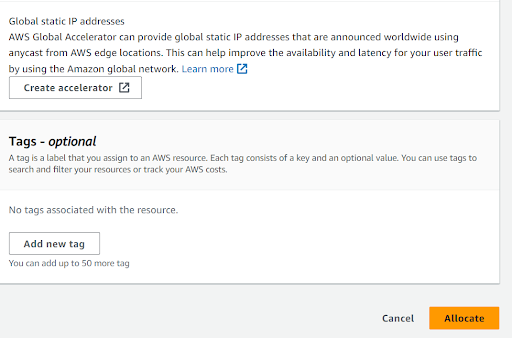 Global static IP addresses
AWS Global Accelerator can provide global static IP addresses that are announced worldwide using
anycast from AWS edge locations. This can help improve the availability and latency for your user traffic
by using the Amazon global network. Learn more
Create accelerator
Tags - optional
A tag is a label that you assign to an AWS resource. Each tag consists of a key and an optional value. You can use tags to
search and filter your resources or track your AWS costs.
No tags associated with the resource.
Add new tag
You can add up to 50 more tag
Cancel
Allocate